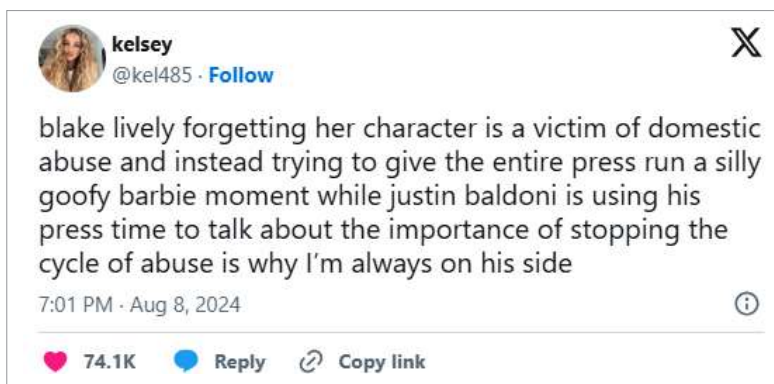 kelsey
@kel485 · Follow
blake lively forgetting her character is a victim of domestic
abuse and instead trying to give the entire press run a silly
goofy barbie moment while justin baldoni is using his
press time to talk about the importance of stopping the
cycle of abuse is why I'm always on his side
7:01 PM · Aug 8, 2024
74.1K Reply Copy link